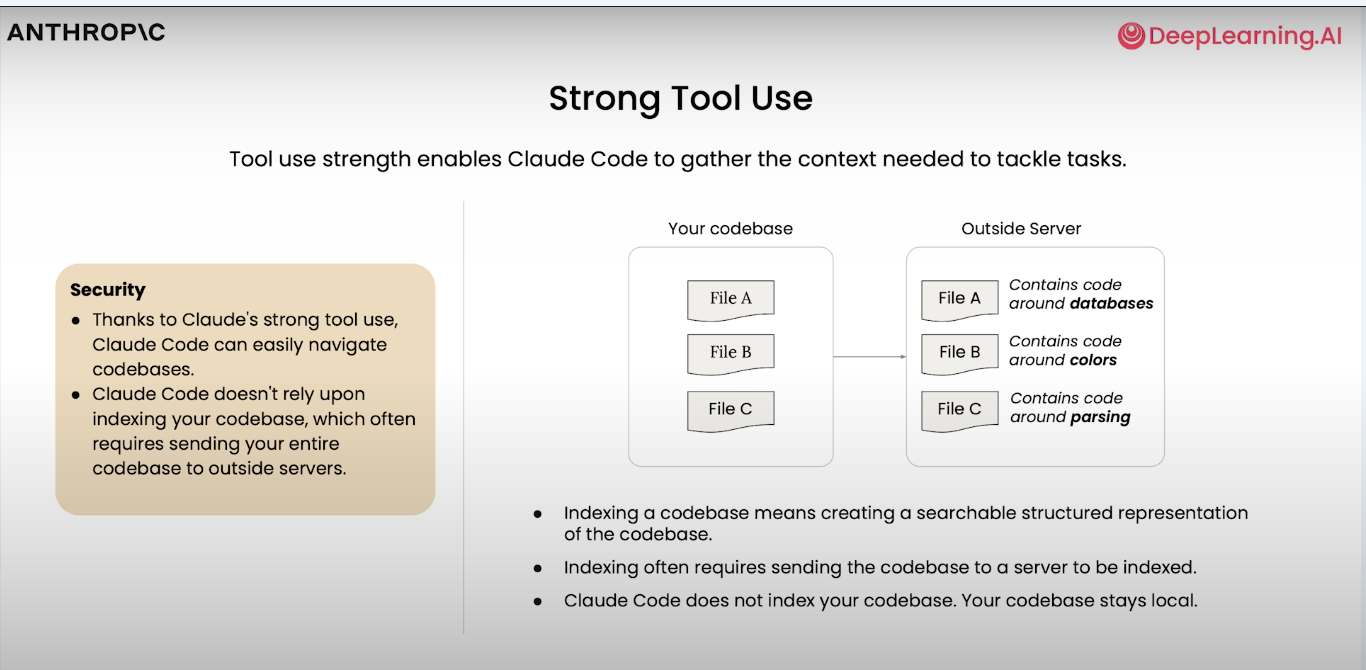 ANTHROP\C
DeepLearning.AI
Strong Tool Use
Tool use strength enables Claude Code to gather the context needed to tackle tasks.
Security
● Thanks to Claude's strong tool use,
Claude Code can easily navigate
codebases.
● Claude Code doesn't rely upon
indexing your codebase, which often
requires sending your entire
codebase to outside servers.
Your codebase
File A
File B
File C
Outside Server
File A
Contains code
around databases
File B
Contains code
around colors
File C
Contains code
around parsing
● Indexing a codebase means creating a searchable structured representation
of the codebase.
● Indexing often requires sending the codebase to a server to be indexed.
● Claude Code does not index your codebase. Your codebase stays local.